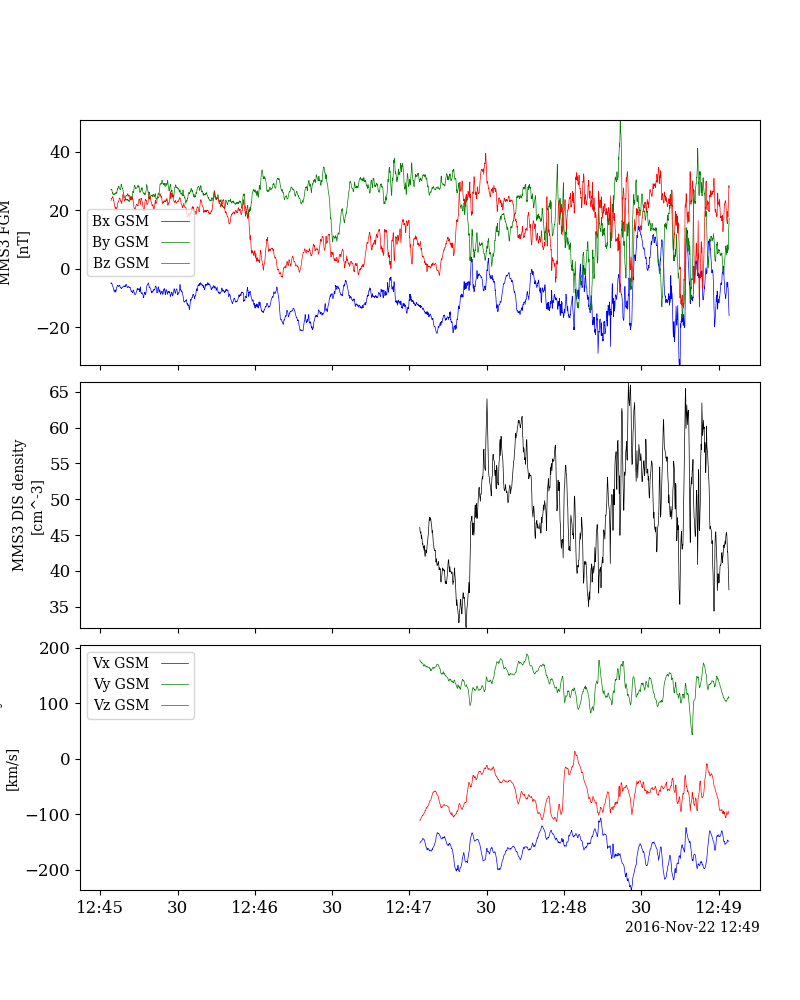 40
20
0
−20
MMS3 FGM
[nT]
Bx GSM
By GSM
Bz GSM
65
60
55
50
45
40
35
MMS3 DIS density
[cm^-3]
200
100
0
−100
−200
[km/s]
Vx GSM
Vy GSM
Vz GSM
12:45 30 12:46 30 12:47 30 12:48 30 12:49
2016-Nov-22 12:49